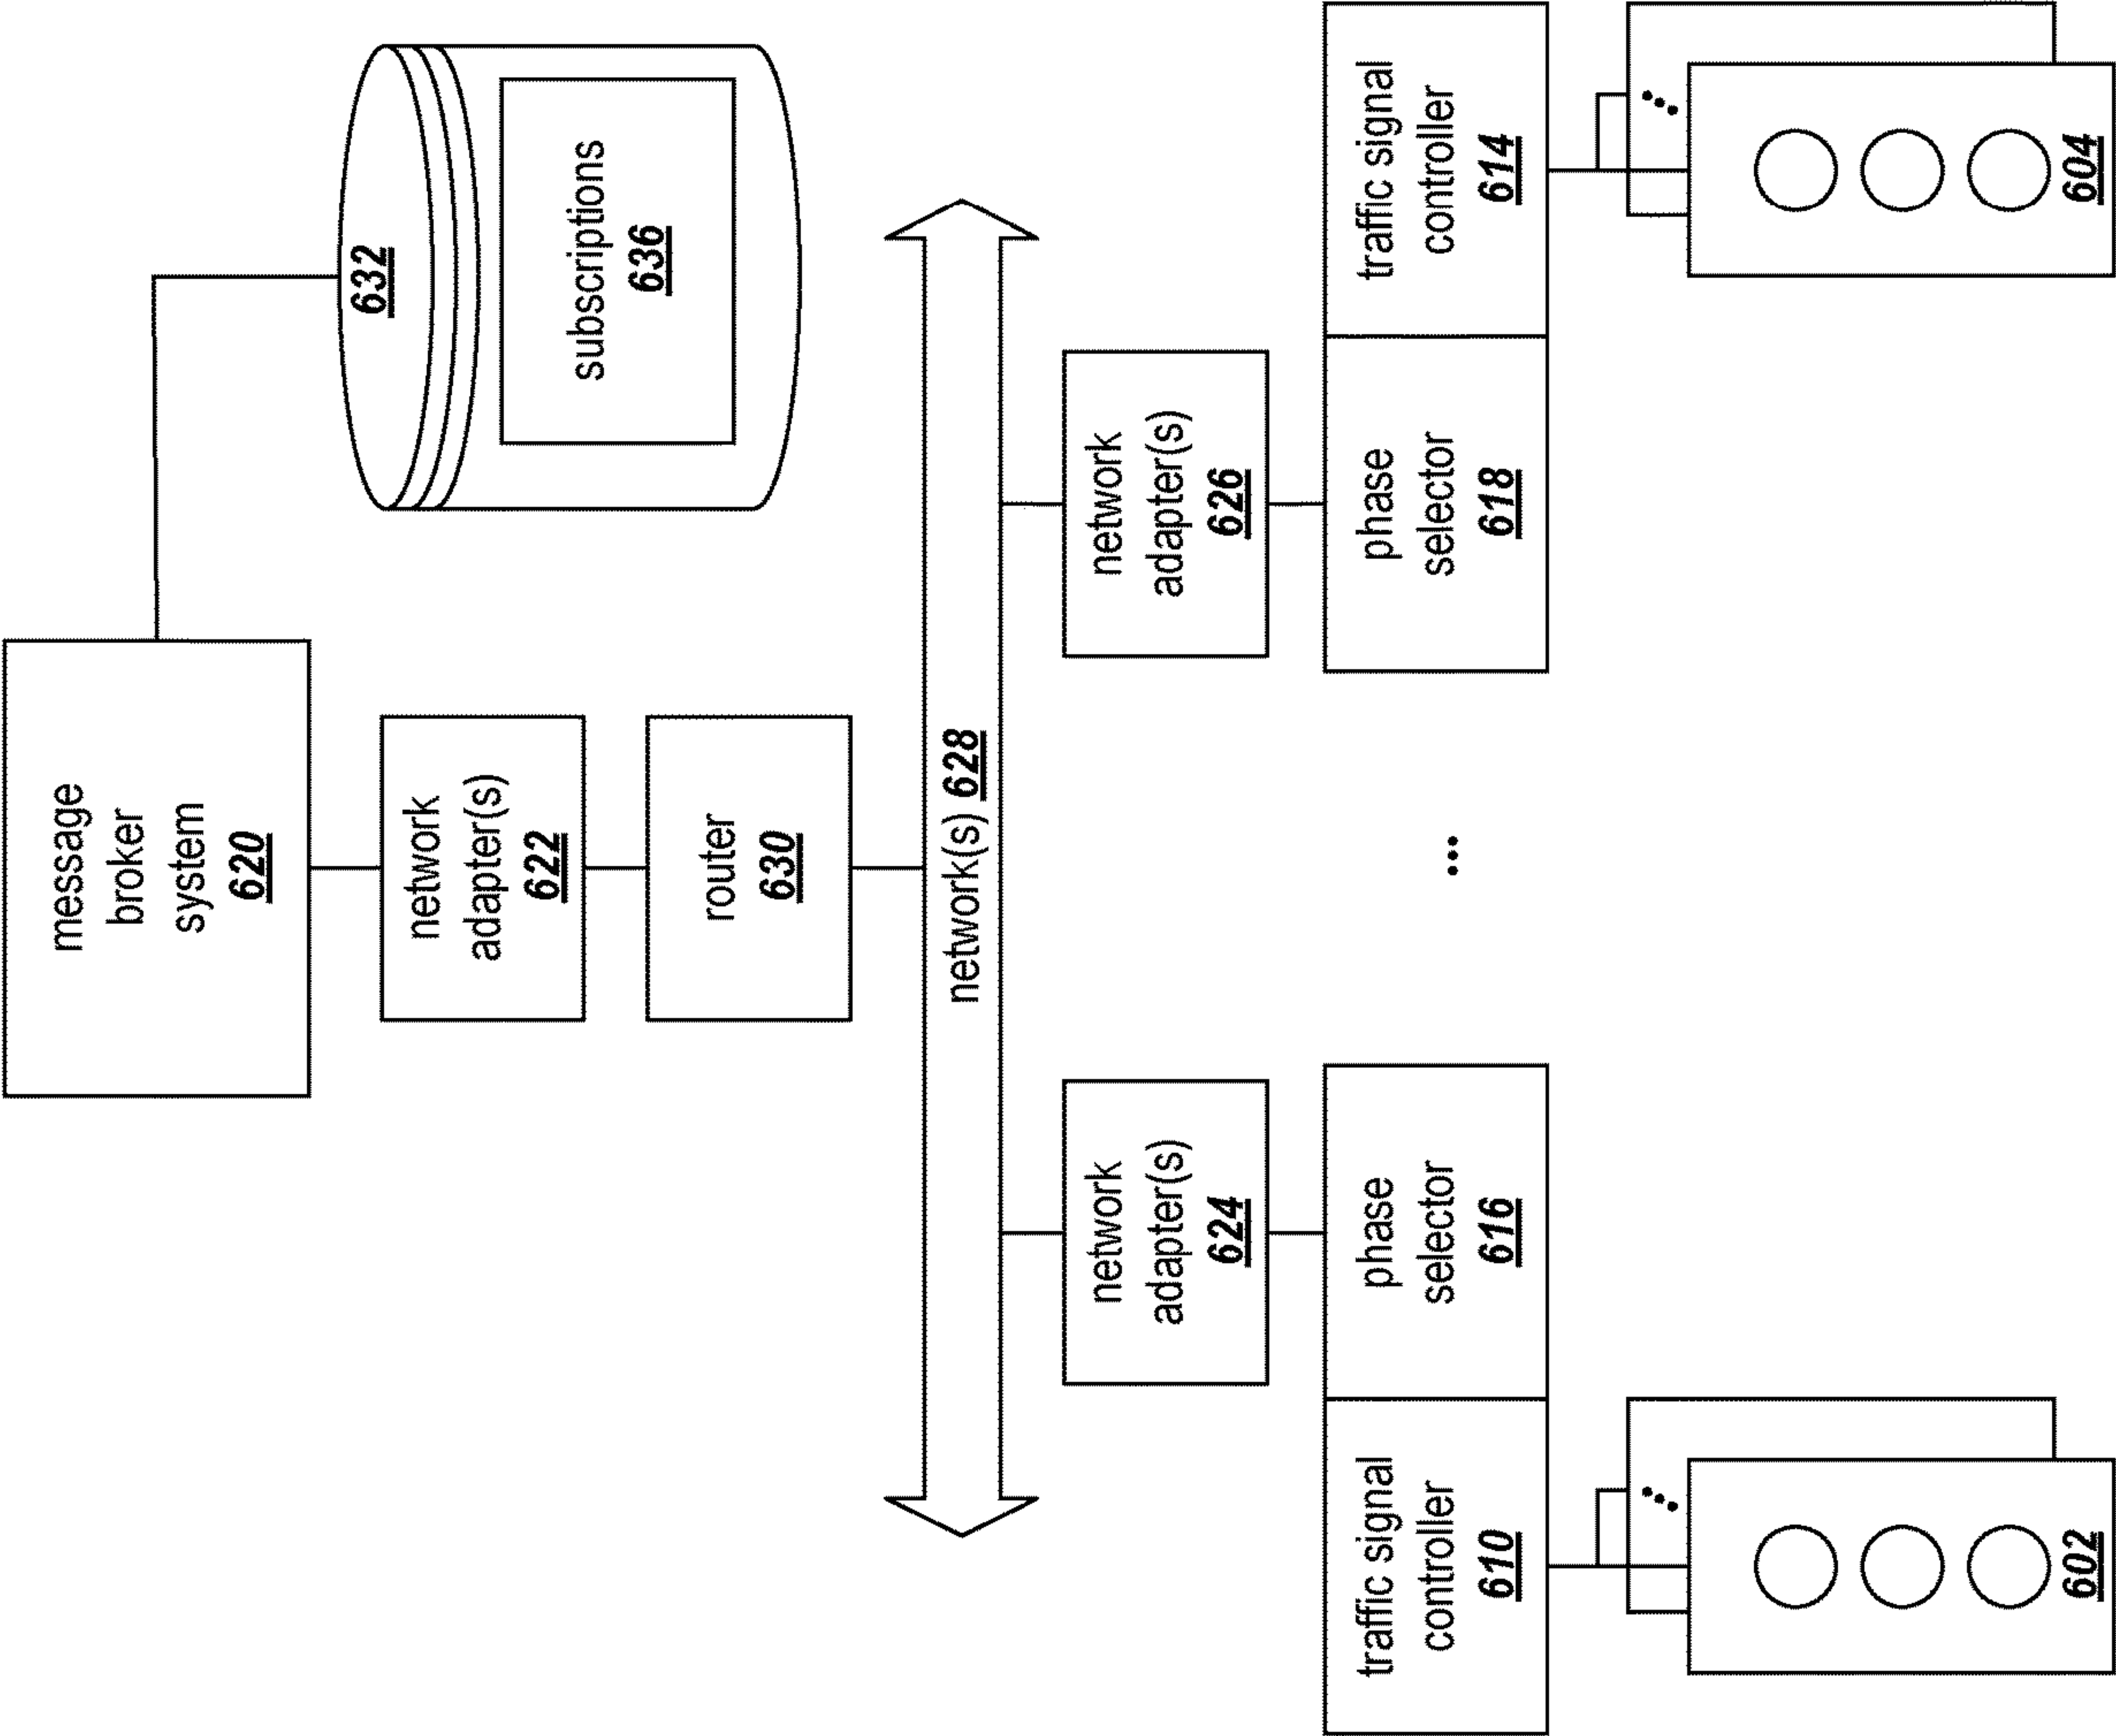 message
broker
system
620
632
subscriptions
636
network
adapter(s)
622
router
630
network(s) 628
network
adapter(s)
624
network
adapter(s)
626
traffic signal
controller
610
phase
selector
616
...
phase
selector
618
traffic signal
controller
614
...
602
...
604